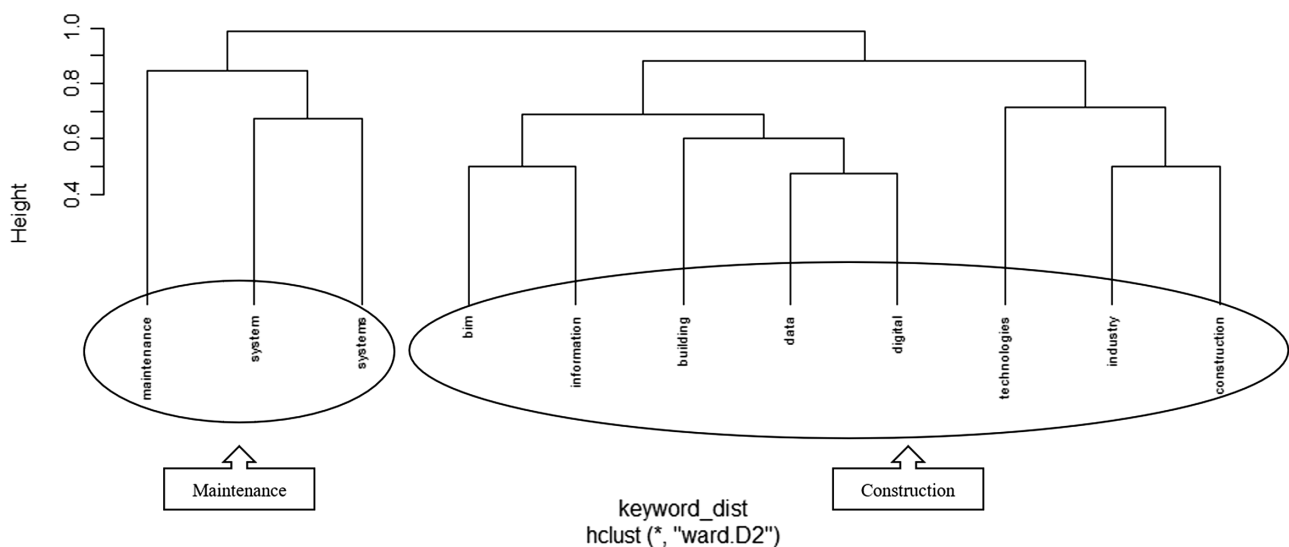 Height
1.0
0.8
0.6
0.4
maintenance
system
systems
bim
information
building
data
digital
technologies
industry
construction
Maintenance
Construction
keyword_dist
hclust (*, "ward.D2")